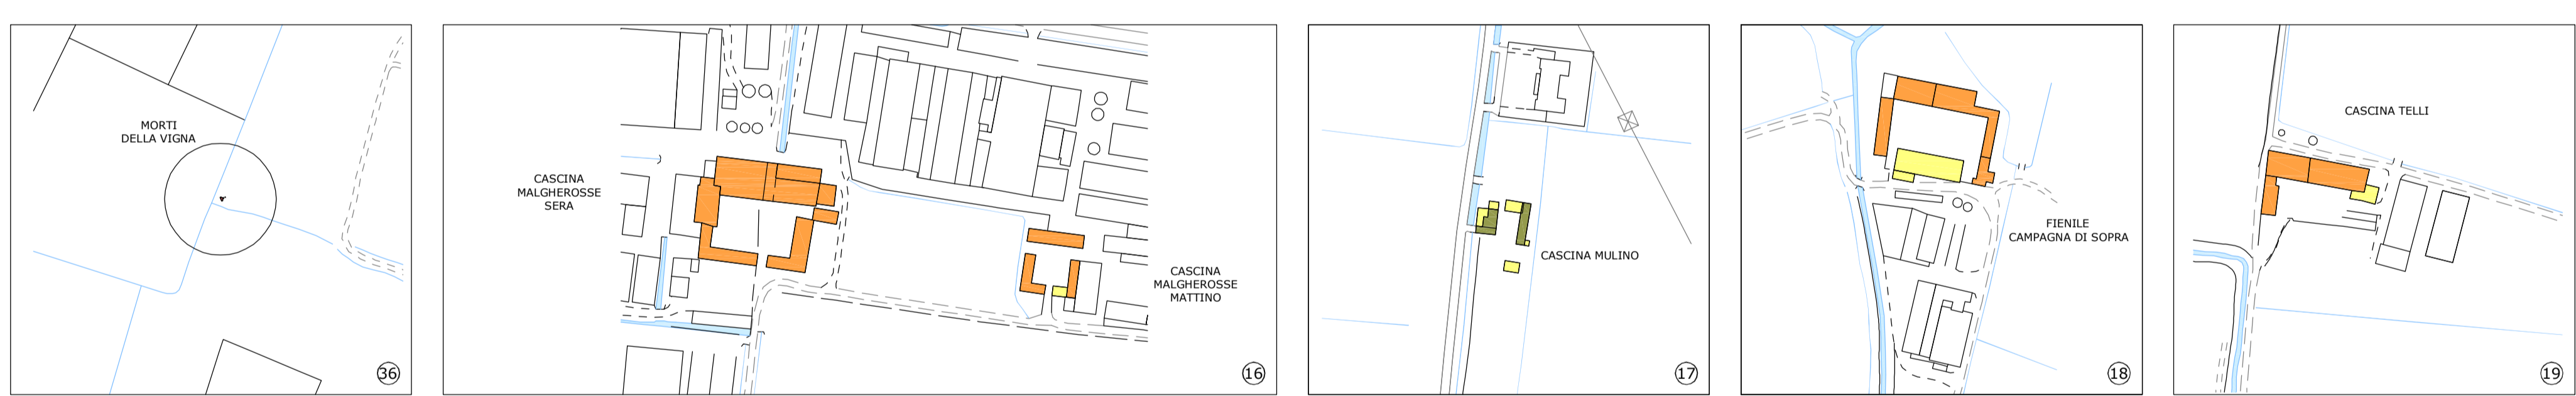 MORTI
DELLA VIGNA
36
CASCINA
MALGHEROSSE
SERA
CASCINA
MALGHEROSSE
MATTINO
16
CASCINA MULINO
17
FIENILE
CAMPAGNA DI SOPRA
18
CASCINA TELLI
19